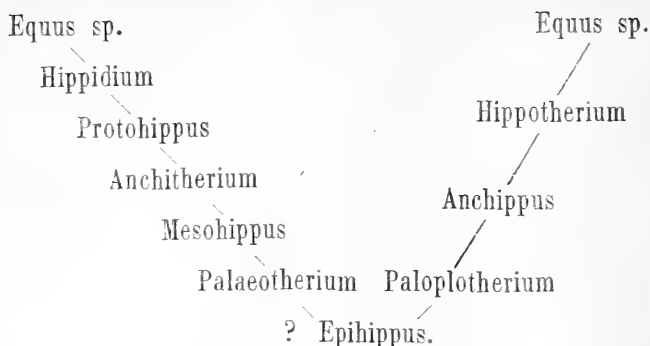 Equus sp. Equus sp.
Hippidium
Hippotherium
Protohippus
Anchitherium
Anchippus
Mesohippus
Palaeotherium Paloplotherium
? Epihippus.